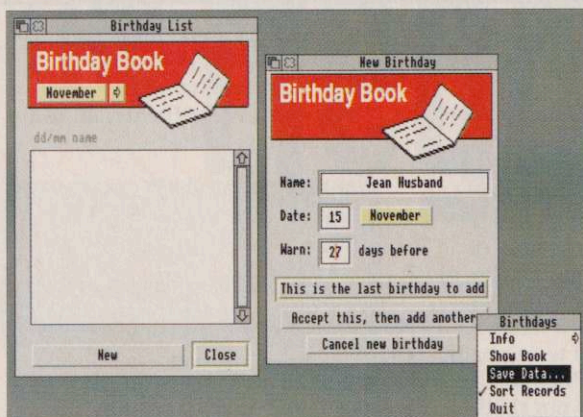 Birthday List
Birthday Book
November
dd/mm name
New
Close
New Birthday
Birthday Book
Name: Jean Husband
Date: 15 November
Warn: 27 days before
This is the last birthday to add
Accept this, then add another
Cancel new birthday
Birthdays
Info
Show Book
Save Data...
✓ Sort Records
Quit